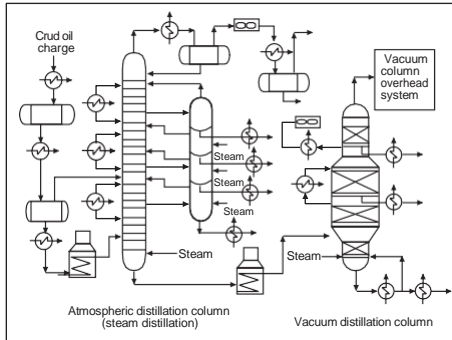 Crud oil
charge
Vacuum
column
overhead
system
Steam
Steam
Steam
Steam
Steam
Atmospheric distillation column
(steam distillation)
Vacuum distillation column